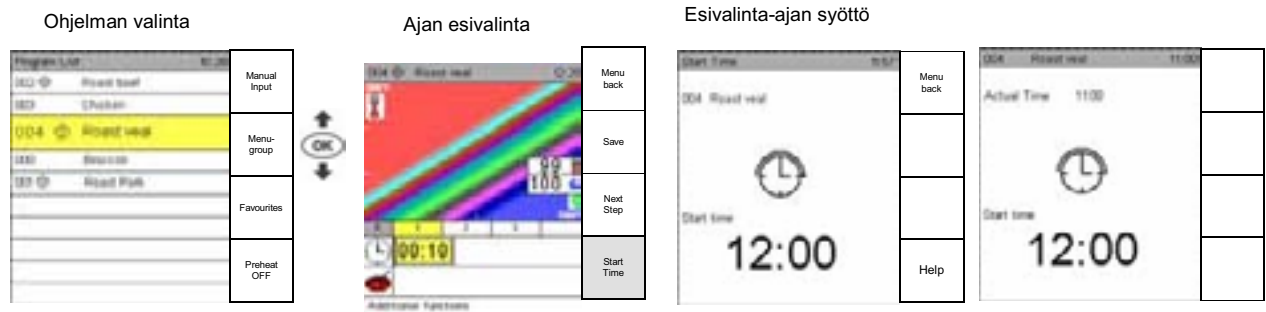 Ohjelman valinta
Ajan esivalinta
Esivalinta-ajan syöttö
Program List
Roast beef
003 Chicken
004 Roast veal
Broccoli
Manual
Input
Menu-
group
Favourites
Preheat
OFF
OK
004 Roast veal
00:10
Additional functions
Menu
back
Save
Next
Step
Start
Time
Start Time
004 Roast veal
Start time
12:00
Menu
back
Help
004 Roast veal 11:00
Actual Time 11:00
Start time
12:00